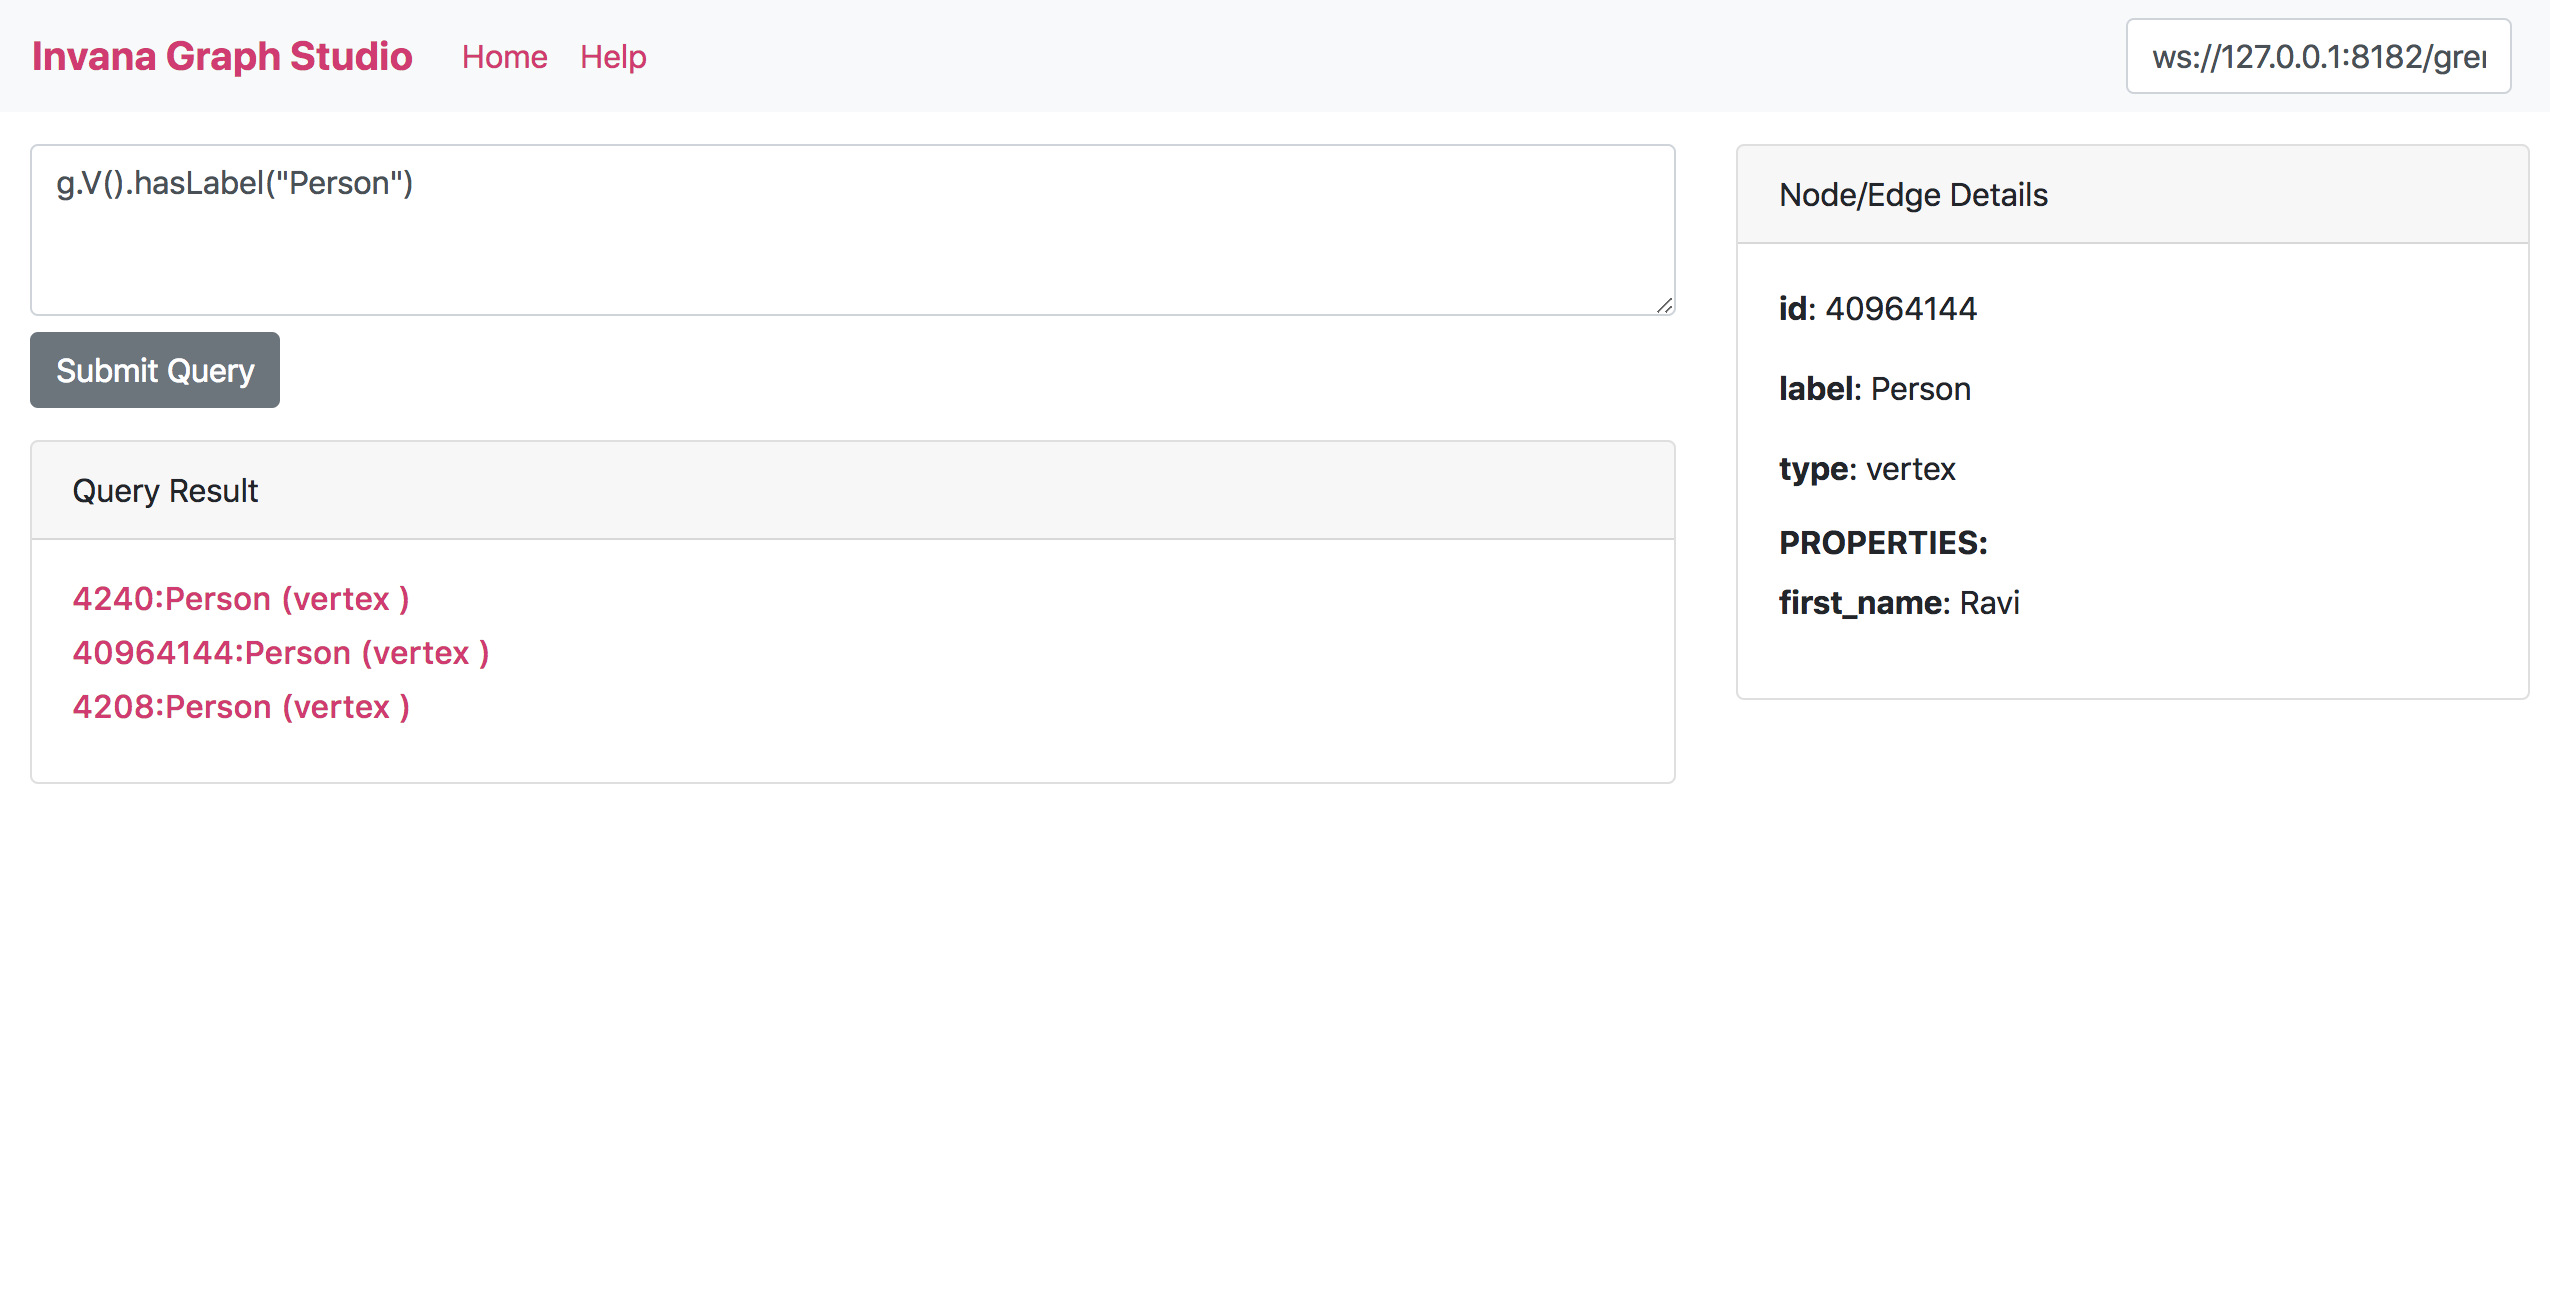 Invana Graph Studio Home Help
ws://127.0.0.1:8182/grer
g.V().hasLabel("Person")
Submit Query
Query Result
4240:Person (vertex )
40964144:Person (vertex )
4208:Person (vertex )
Node/Edge Details
id: 40964144
label: Person
type: vertex
PROPERTIES:
first_name: Ravi